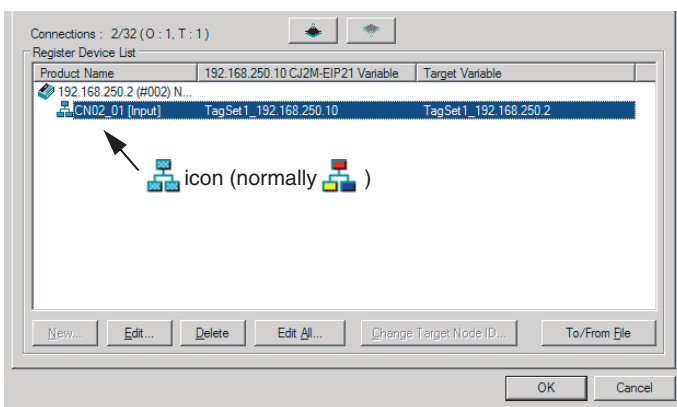 Connections : 2/32 ( O : 1, T : 1 )
Register Device List
Product Name 192.168.250.10 CJ2M-EIP21 Variable Target Variable
192.168.250.2 (#002) N...
CN02_01 [Input] TagSet1_192.168.250.10 TagSet1_192.168.250.2
icon (normally )
New... Edit... Delete Edit All... Change Target Node ID... To/From File
OK Cancel